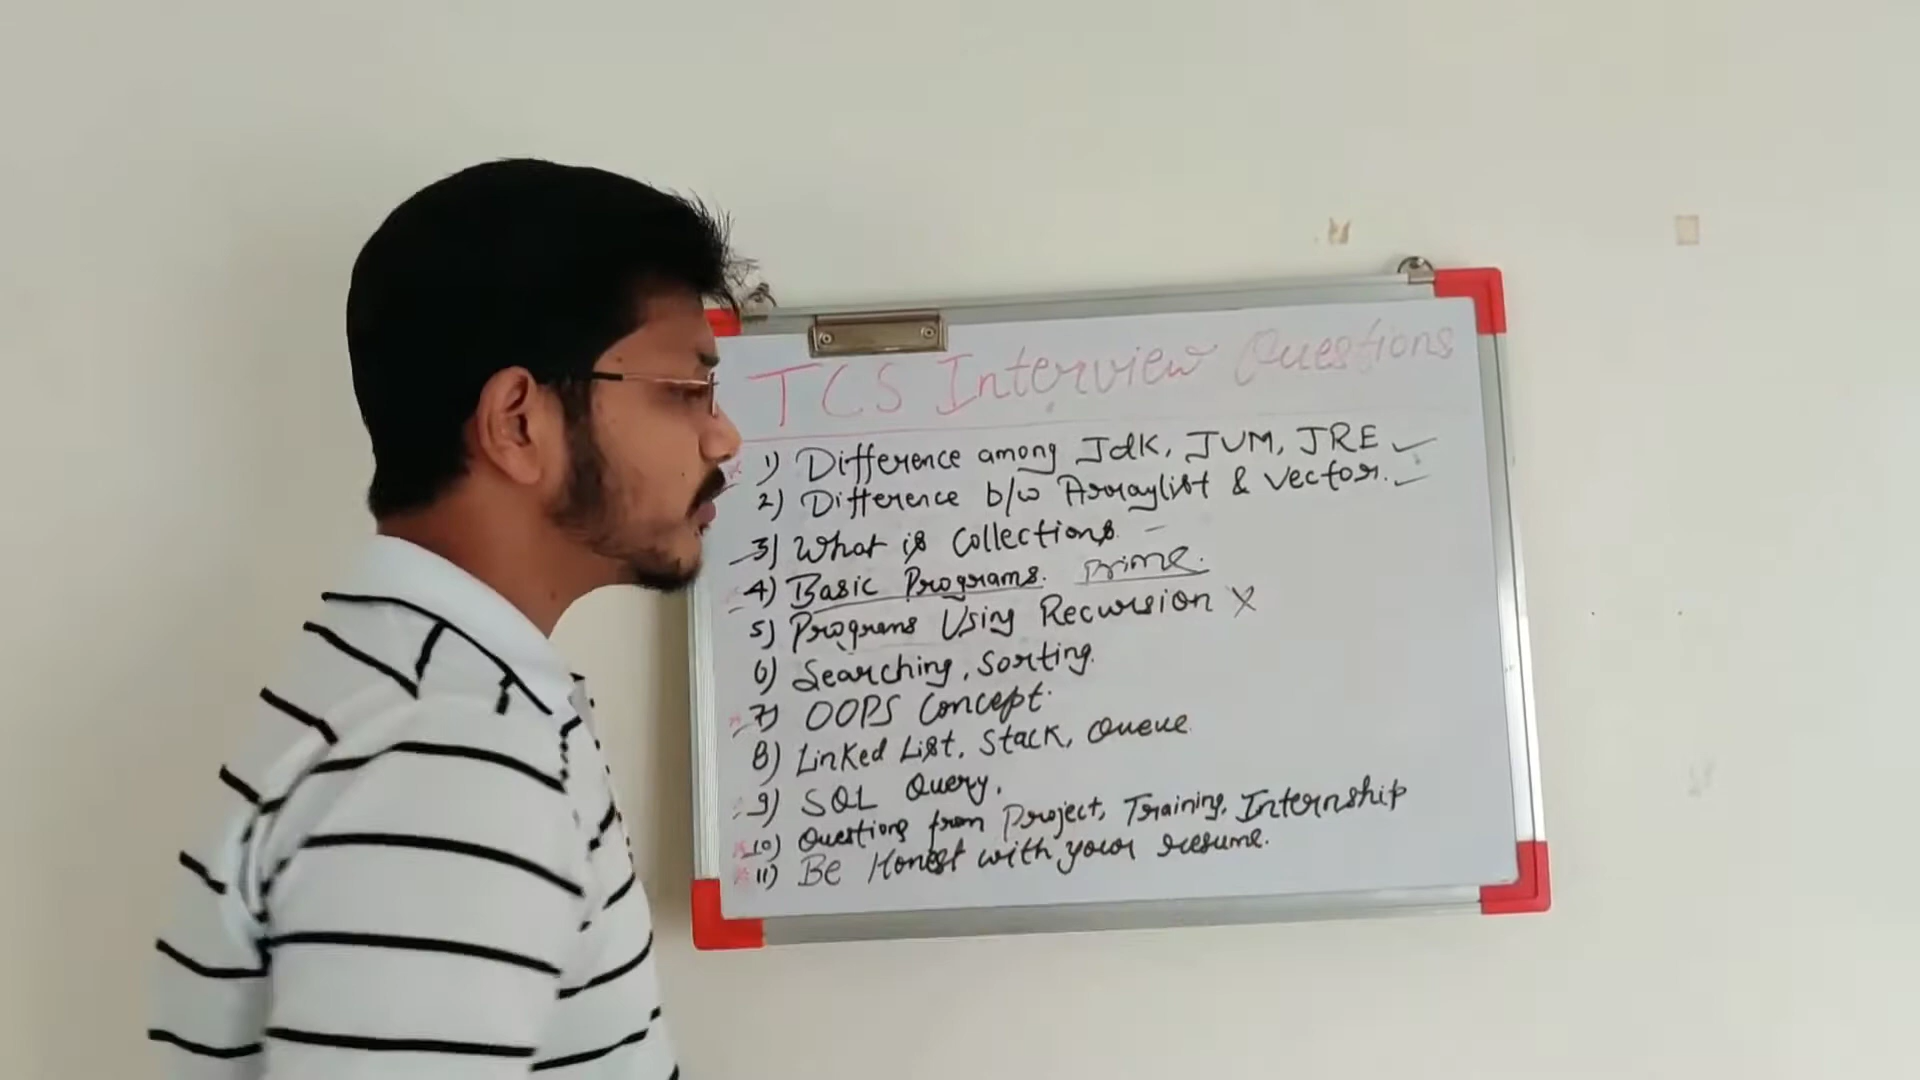 TCS Interview Questions
1) Difference among JdK, JVM, JRE ✓
2) Difference b/w Arraylist & Vector. ✓
3) What is Collections.
4) Basic Programs. Prime.
5) Programs Using Recursion X
6) Searching, Sorting.
7) OOPS Concept.
8) Linked List, Stack, Queue.
9) SQL Query.
10) Questions from Project, Training, Internship
11) Be Honest with your resume.